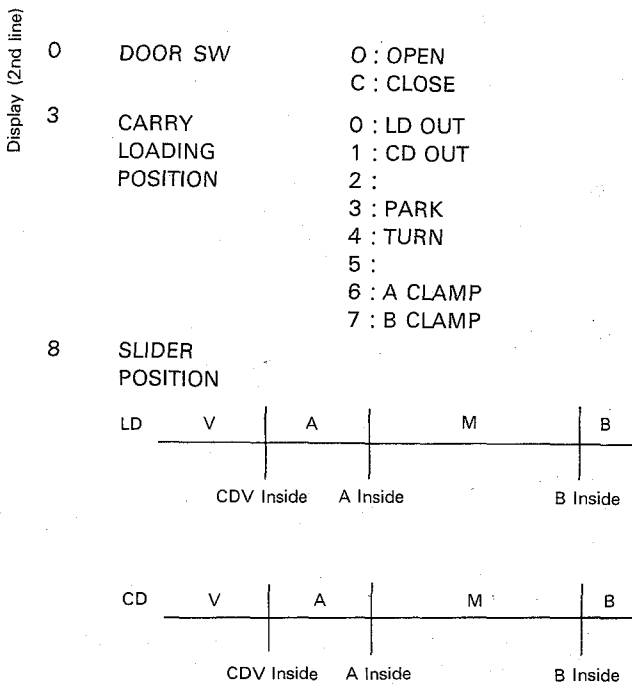 Display (2nd line)
0 DOOR SW O : OPEN
C : CLOSE
3 CARRY 0 : LD OUT
LOADING 1 : CD OUT
POSITION 2 :
3 : PARK
4 : TURN
5 :
6 : A CLAMP
7 : B CLAMP
8 SLIDER
POSITION
LD V A M B
CDV Inside A Inside B Inside
CD V A M B
CDV Inside A Inside B Inside